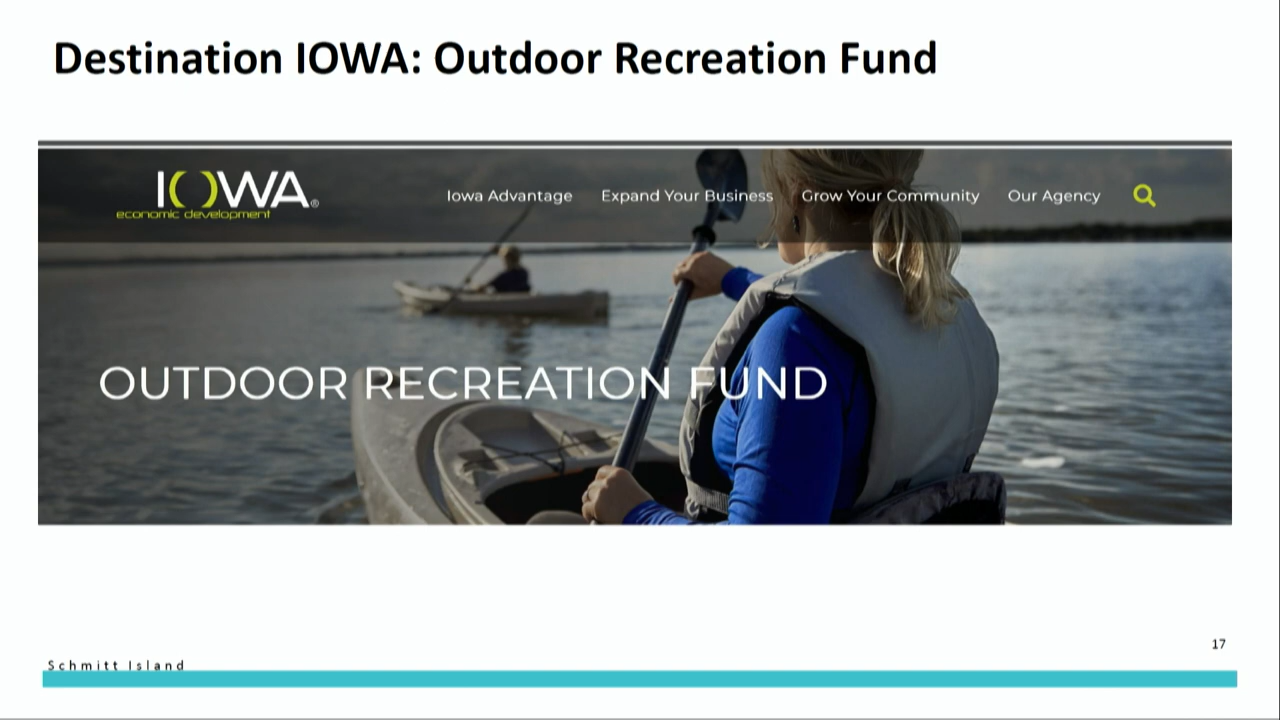 Destination IOWA: Outdoor Recreation Fund
IOWA®
economic development
Iowa Advantage Expand Your Business Grow Your Community Our Agency
OUTDOOR RECREATION FUND
17
Schmitt Island